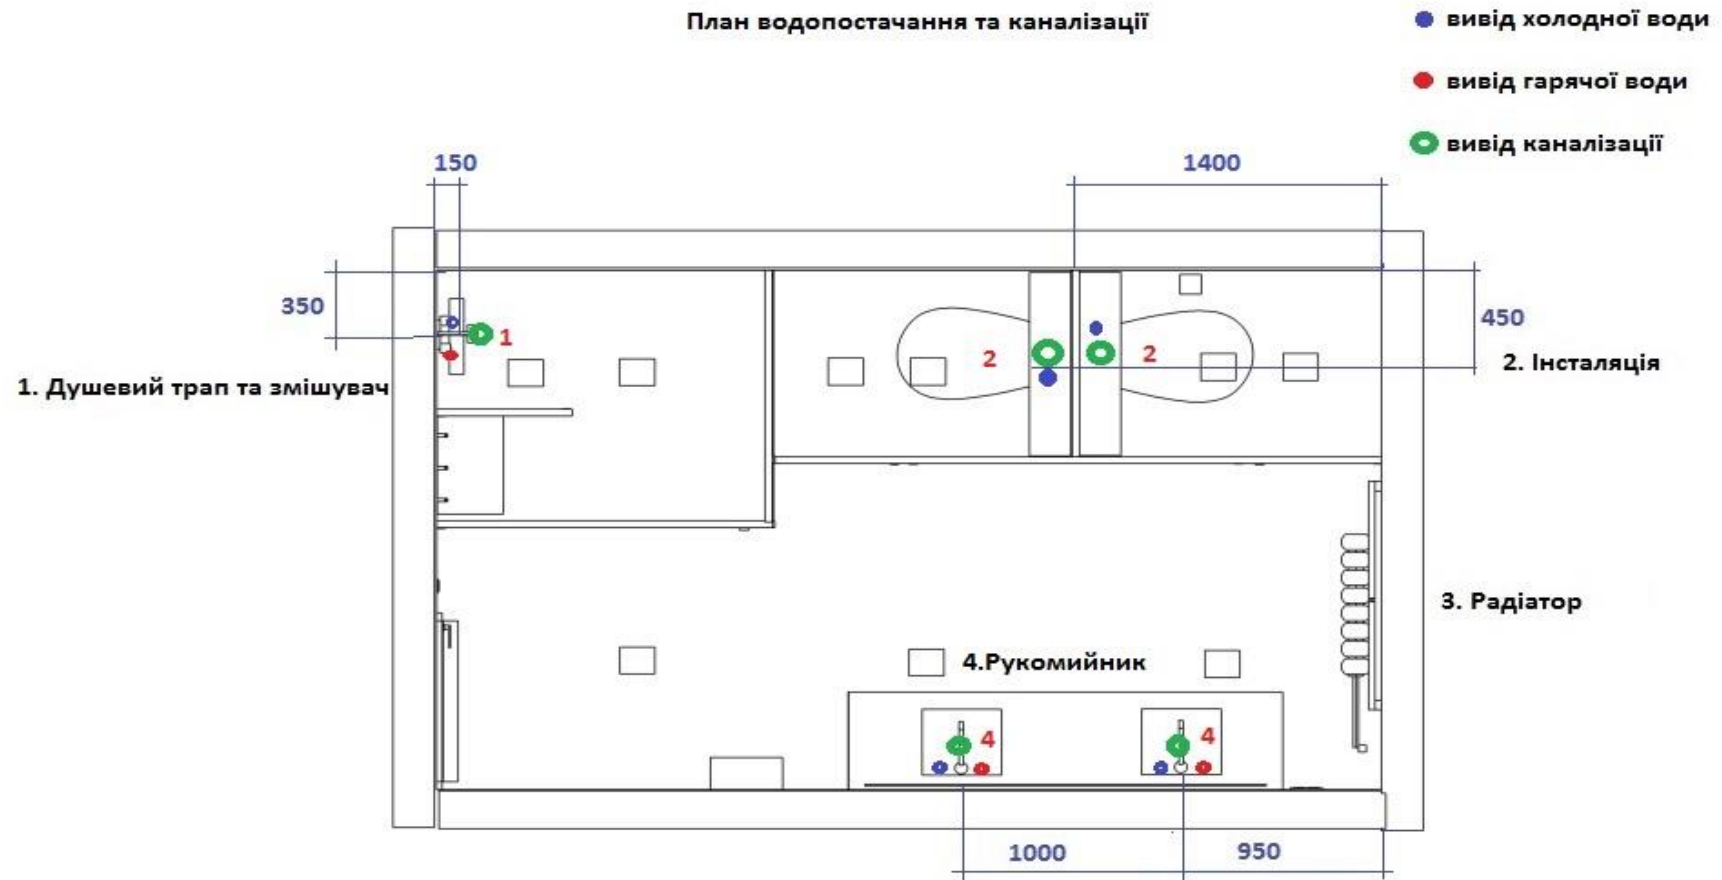 План водопостачання та каналізації
вивід холодної води
вивід гарячої води
вивід каналізації
150
1400
350
450
1
2
2
2. Інсталяція
1. Душевий трап та змішувач
3. Радіатор
4.Рукомийник
4
4
1000
950